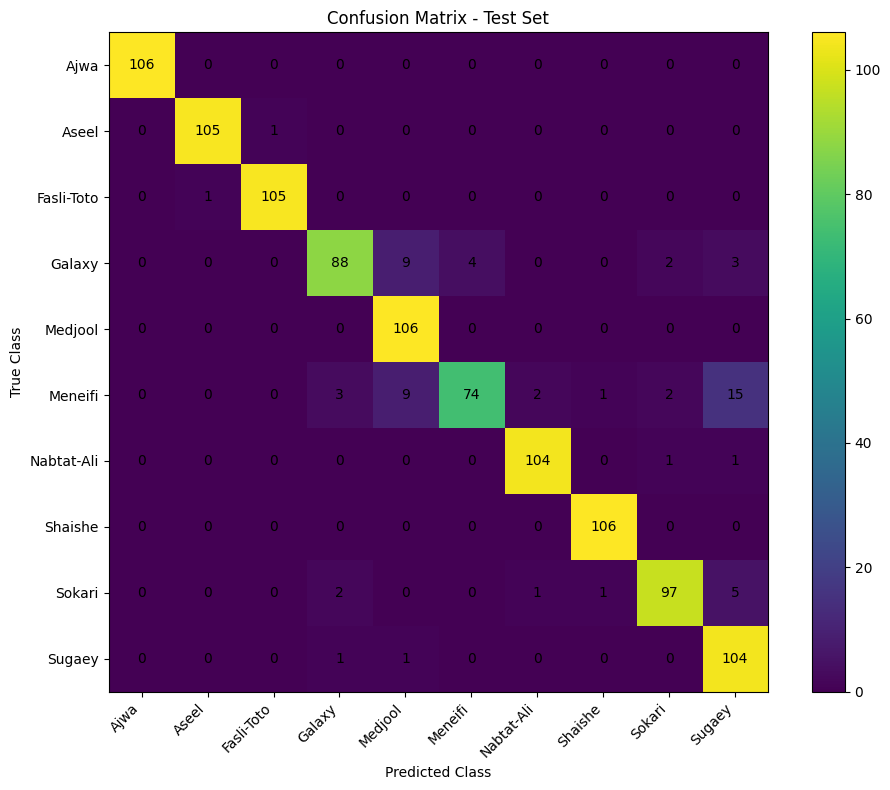 Confusion Matrix - Test Set
True Class
Ajwa 106 0 0 0 0 0 0 0 0 0
Aseel 0 105 1 0 0 0 0 0 0 0
Fasli-Toto 0 1 105 0 0 0 0 0 0 0
Galaxy 0 0 0 88 9 4 0 0 2 3
Medjool 0 0 0 0 106 0 0 0 0 0
Meneifi 0 0 0 3 9 74 2 1 2 15
Nabtat-Ali 0 0 0 0 0 0 104 0 1 1
Shaishe 0 0 0 0 0 0 0 106 0 0
Sokari 0 0 0 2 0 0 1 1 97 5
Sugaey 0 0 0 1 1 0 0 0 0 104
Ajwa Aseel Fasli-Toto Galaxy Medjool Meneifi Nabtat-Ali Shaishe Sokari Sugaey
Predicted Class
100
80
60
40
20
0